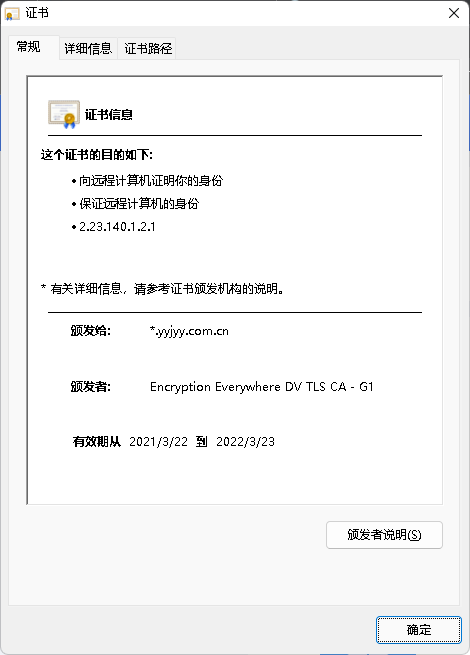 证书
常规 详细信息 证书路径
证书信息
这个证书的目的如下:
• 向远程计算机证明你的身份
• 保证远程计算机的身份
• 2.23.140.1.2.1
* 有关详细信息，请参考证书颁发机构的说明。
颁发给: *.yyjyy.com.cn
颁发者: Encryption Everywhere DV TLS CA - G1
有效期从 2021/3/22 到 2022/3/23
颁发者说明(S)
确定